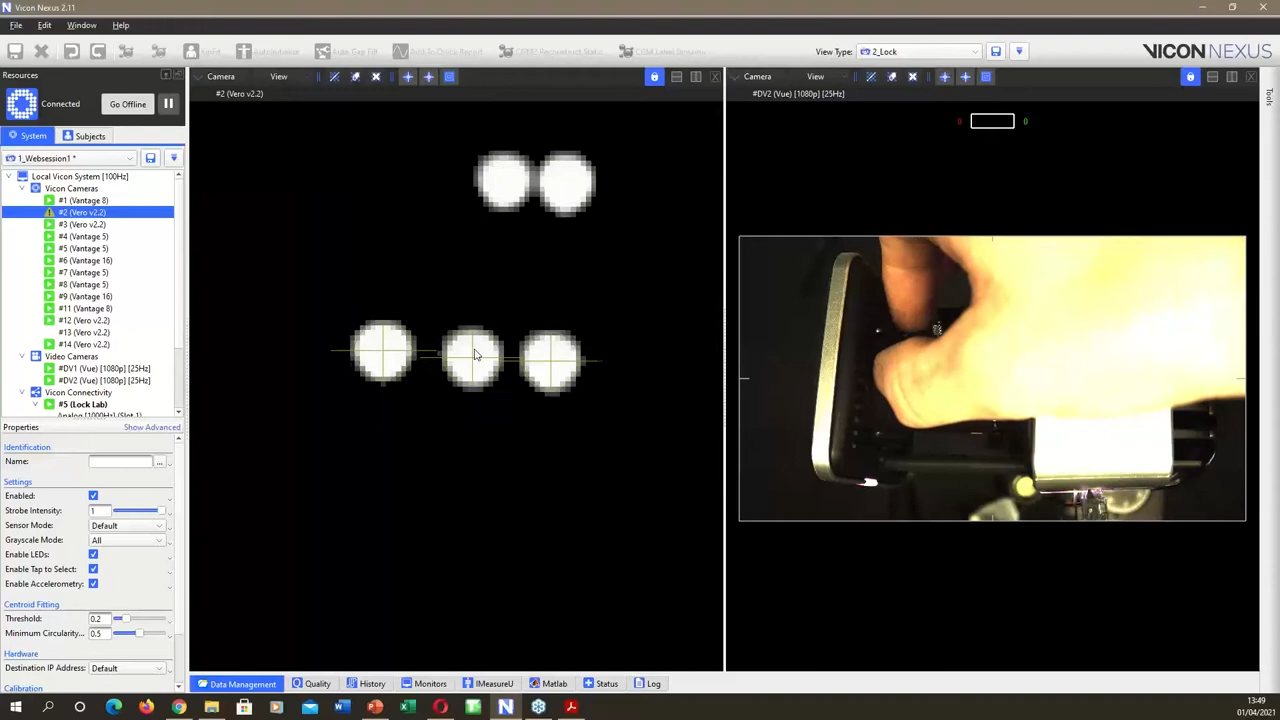 Vicon Nexus 2.11
File Edit Window Help
View Type: 2_Lock
VICON NEXUS
Resources
Camera View
Camera View
Tools
Connected
Go Offline
#2 (Vero v2.2)
#DV2 (Vue) [1080p] [25Hz]
0 0
System Subjects
1_Websession1 *
Local Vicon System [100Hz]
Vicon Cameras
#1 (Vantage 8)
#2 (Vero v2.2)
#3 (Vero v2.2)
#4 (Vantage 5)
#5 (Vantage 5)
#6 (Vantage 16)
#7 (Vantage 5)
#8 (Vantage 5)
#9 (Vantage 16)
#11 (Vantage 8)
#12 (Vero v2.2)
#13 (Vero v2.2)
#14 (Vero v2.2)
Video Cameras
#DV1 (Vue) [1080p] [25Hz]
#DV2 (Vue) [1080p] [25Hz]
Vicon Connectivity
#5 (Lock Lab)
Analog [1000Hz] (Slot 1)
Properties Show Advanced
Identification
Name: ...
Settings
Enabled:
Strobe Intensity: 1
Sensor Mode: Default
Grayscale Mode: All
Enable LEDs:
Enable Tap to Select:
Enable Accelerometry:
Centroid Fitting
Threshold: 0.2
Minimum Circularity... 0.5
Hardware
Destination IP Address: Default
Calibration
Data Management Quality History Monitors IMeasureU Matlab Status Log
13:49
01/04/2021